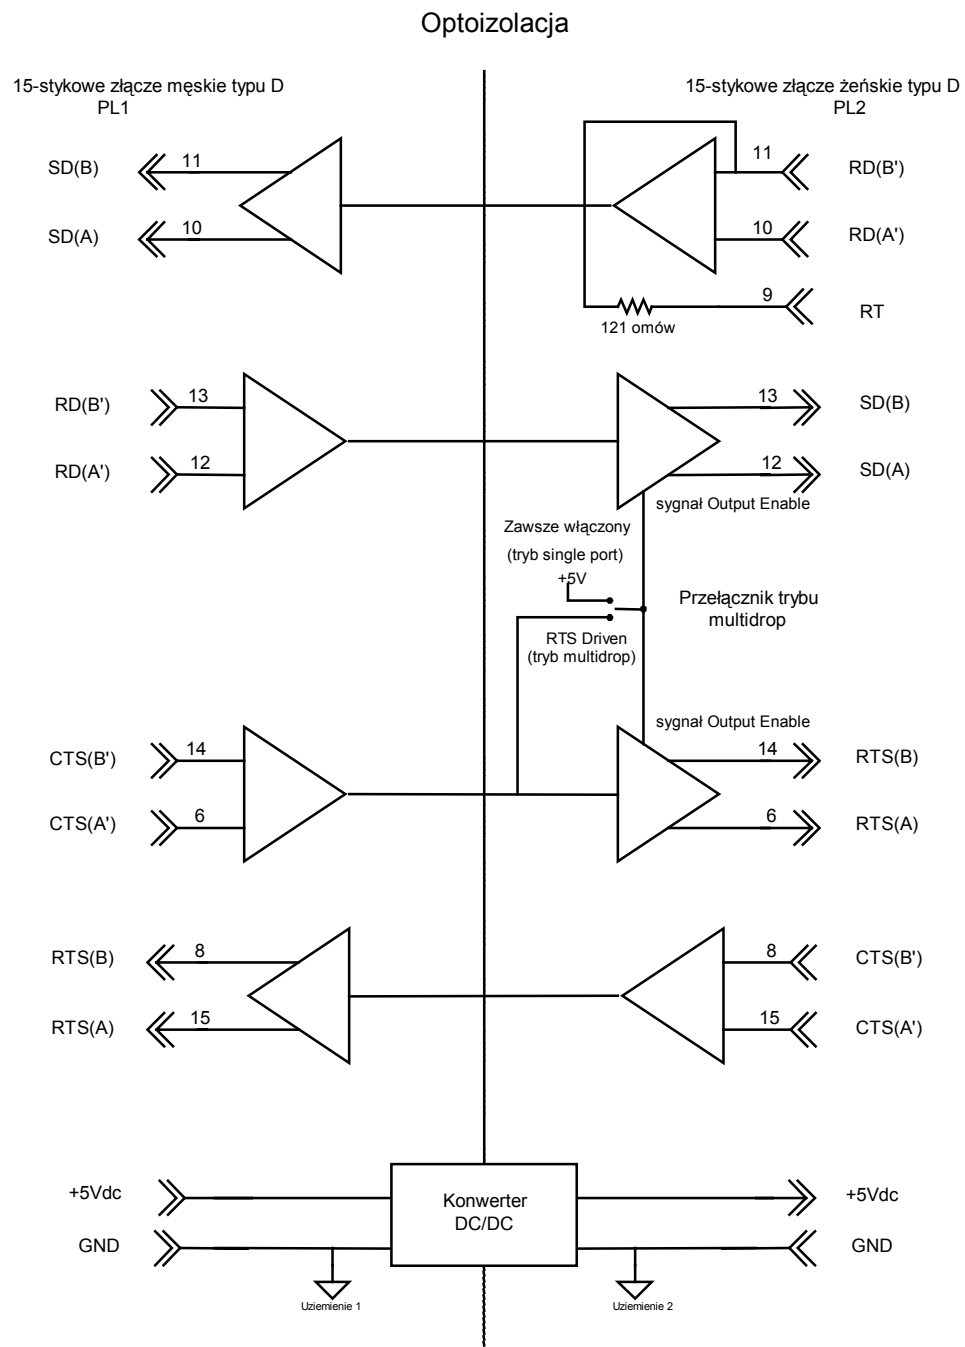 Optoizolacja
15-stykowe złącze męskie typu D
PL1
15-stykowe złącze żeńskie typu D
PL2
SD(B)
11
11
RD(B')
SD(A)
10
10
RD(A')
9
RT
121 omów
RD(B')
13
13
SD(B)
RD(A')
12
12
SD(A)
sygnał Output Enable
Zawsze włączony
(tryb single port)
+5V
Przełącznik trybu
multidrop
RTS Driven
(tryb multidrop)
sygnał Output Enable
CTS(B')
14
14
RTS(B)
CTS(A')
6
6
RTS(A)
RTS(B)
8
8
CTS(B')
RTS(A)
15
15
CTS(A')
+5Vdc
Konwerter
DC/DC
+5Vdc
GND
GND
Uziemienie 1
Uziemienie 2